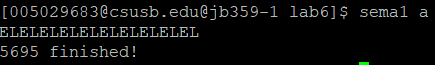 [005029683@csusb.edu@jb359-1 lab6]$ sema1 a
ELELELELELELELELELEL
5695 finished!